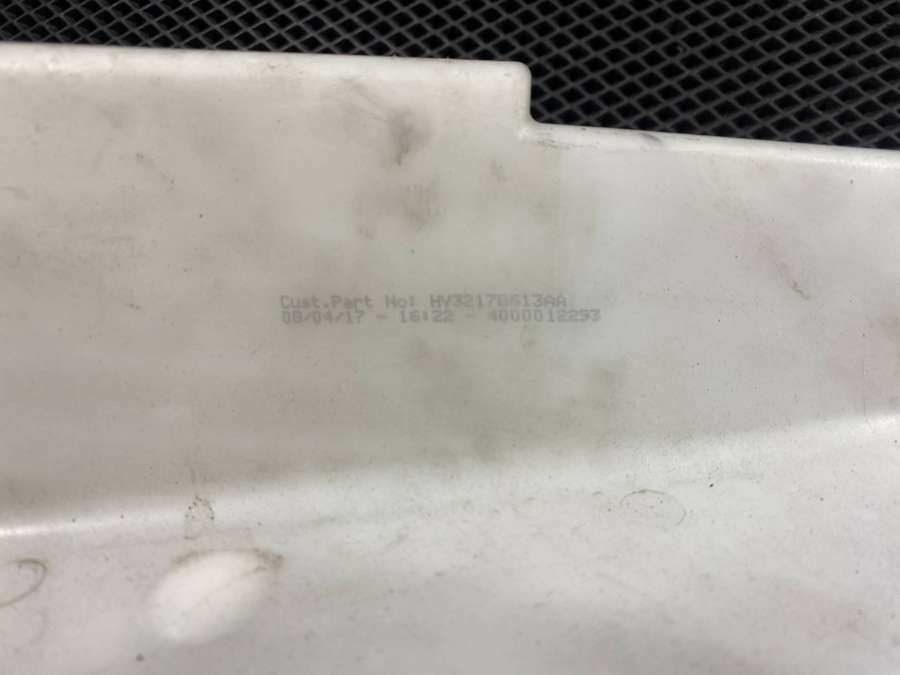 Cust.Part No: HY3217B613AA
08/04/17 - 16:22 - 4000012293